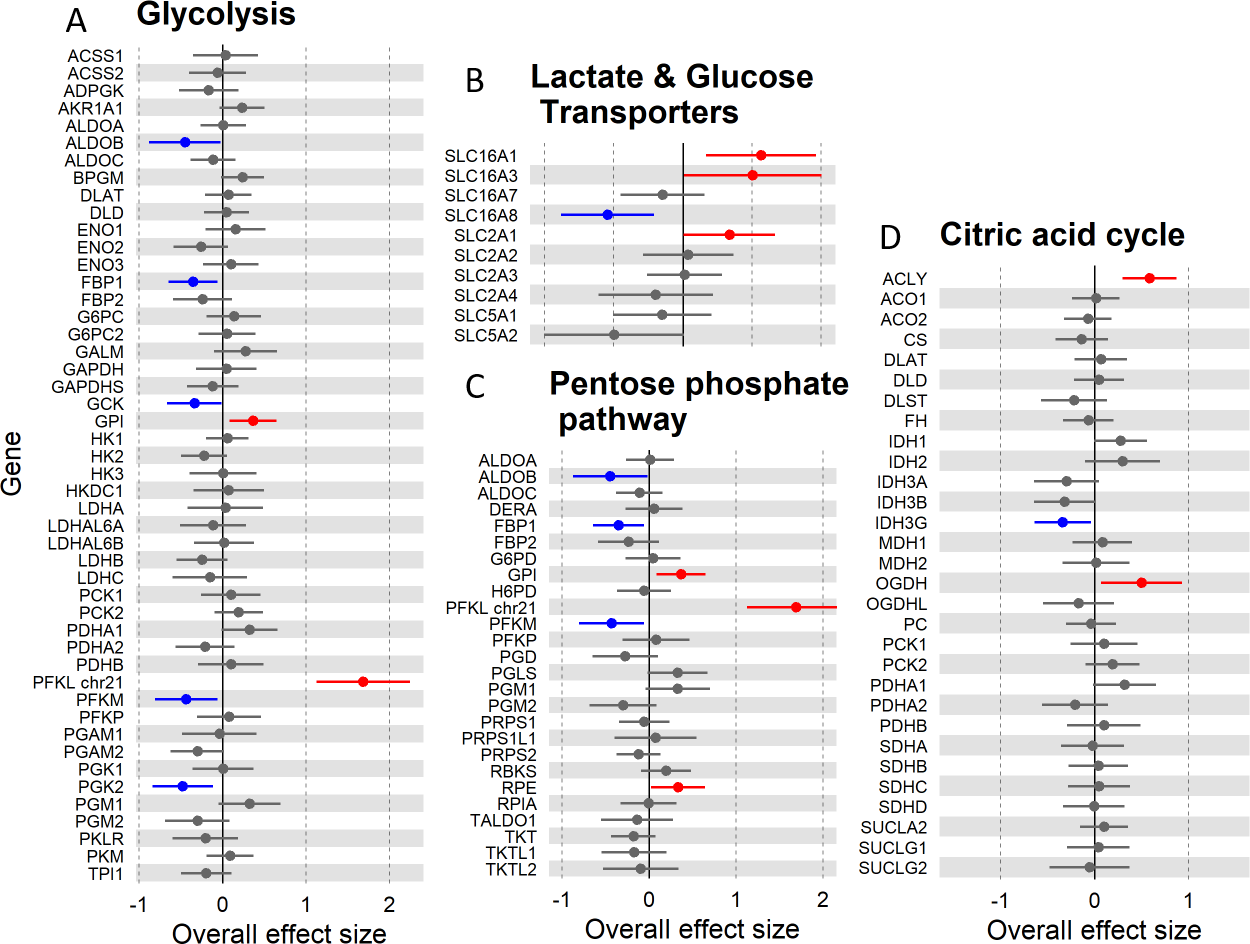 A
Glycolysis
Gene
ACSS1
ACSS2
ADPGK
AKR1A1
ALDOA
ALDOB
ALDOC
BPGM
DLAT
DLD
ENO1
ENO2
ENO3
FBP1
FBP2
G6PC
G6PC2
GALM
GAPDH
GAPDHS
GCK
GPI
HK1
HK2
HK3
HKDC1
LDHA
LDHAL6A
LDHAL6B
LDHB
LDHC
PCK1
PCK2
PDHA1
PDHA2
PDHB
PFKL chr21
PFKM
PFKP
PGAM1
PGAM2
PGK1
PGK2
PGM1
PGM2
PKLR
PKM
TPI1
-1 0 1 2
Overall effect size
B
Lactate & Glucose
Transporters
SLC16A1
SLC16A3
SLC16A7
SLC16A8
SLC2A1
SLC2A2
SLC2A3
SLC2A4
SLC5A1
SLC5A2
C
Pentose phosphate
pathway
ALDOA
ALDOB
ALDOC
DERA
FBP1
FBP2
G6PD
GPI
H6PD
PFKL chr21
PFKM
PFKP
PGD
PGLS
PGM1
PGM2
PRPS1
PRPS1L1
PRPS2
RBKS
RPE
RPIA
TALDO1
TKT
TKTL1
TKTL2
-1 0 1 2
Overall effect size
D
Citric acid cycle
ACLY
ACO1
ACO2
CS
DLAT
DLD
DLST
FH
IDH1
IDH2
IDH3A
IDH3B
IDH3G
MDH1
MDH2
OGDH
OGDHL
PC
PCK1
PCK2
PDHA1
PDHA2
PDHB
SDHA
SDHB
SDHC
SDHD
SUCLA2
SUCLG1
SUCLG2
-1 0 1
Overall effect size